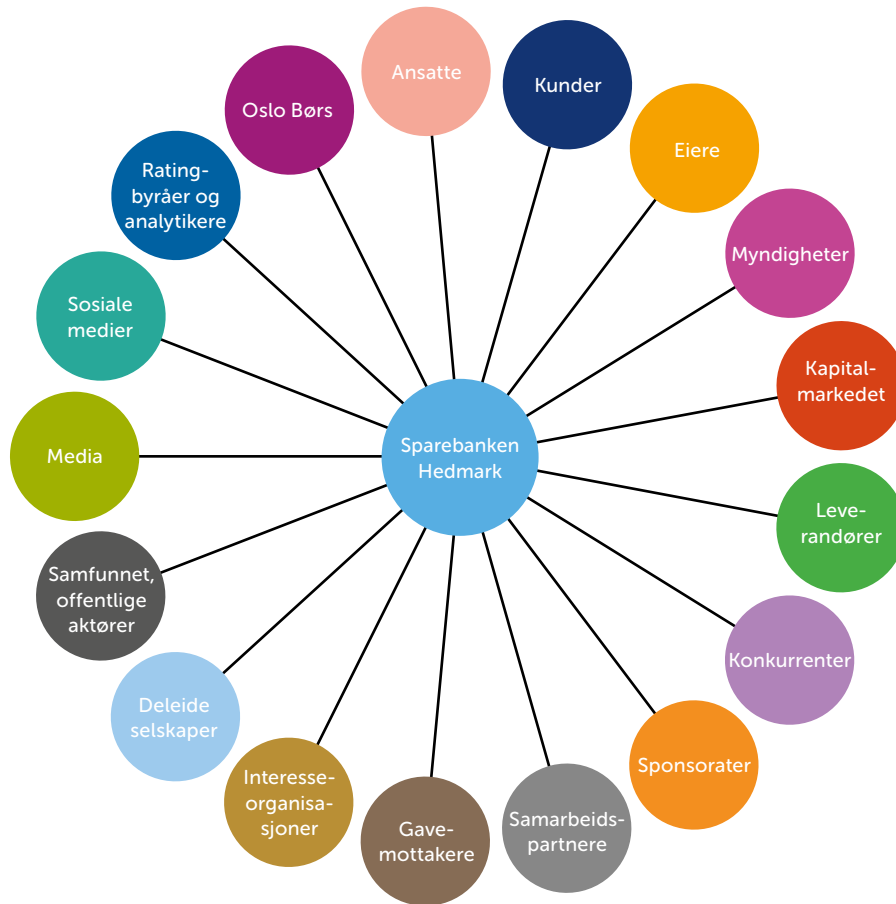 Ansatte
Kunder
Eiere
Myndigheter
Kapital-
markedet
Leve-
randører
Konkurrenter
Sponsorater
Samarbeids-
partnere
Gave-
mottakere
Interesse-
organisa-
sjoner
Deleide
selskaper
Samfunnet,
offentlige
aktører
Media
Sosiale
medier
Rating-
byråer og
analytikere
Oslo Børs
Sparebanken
Hedmark